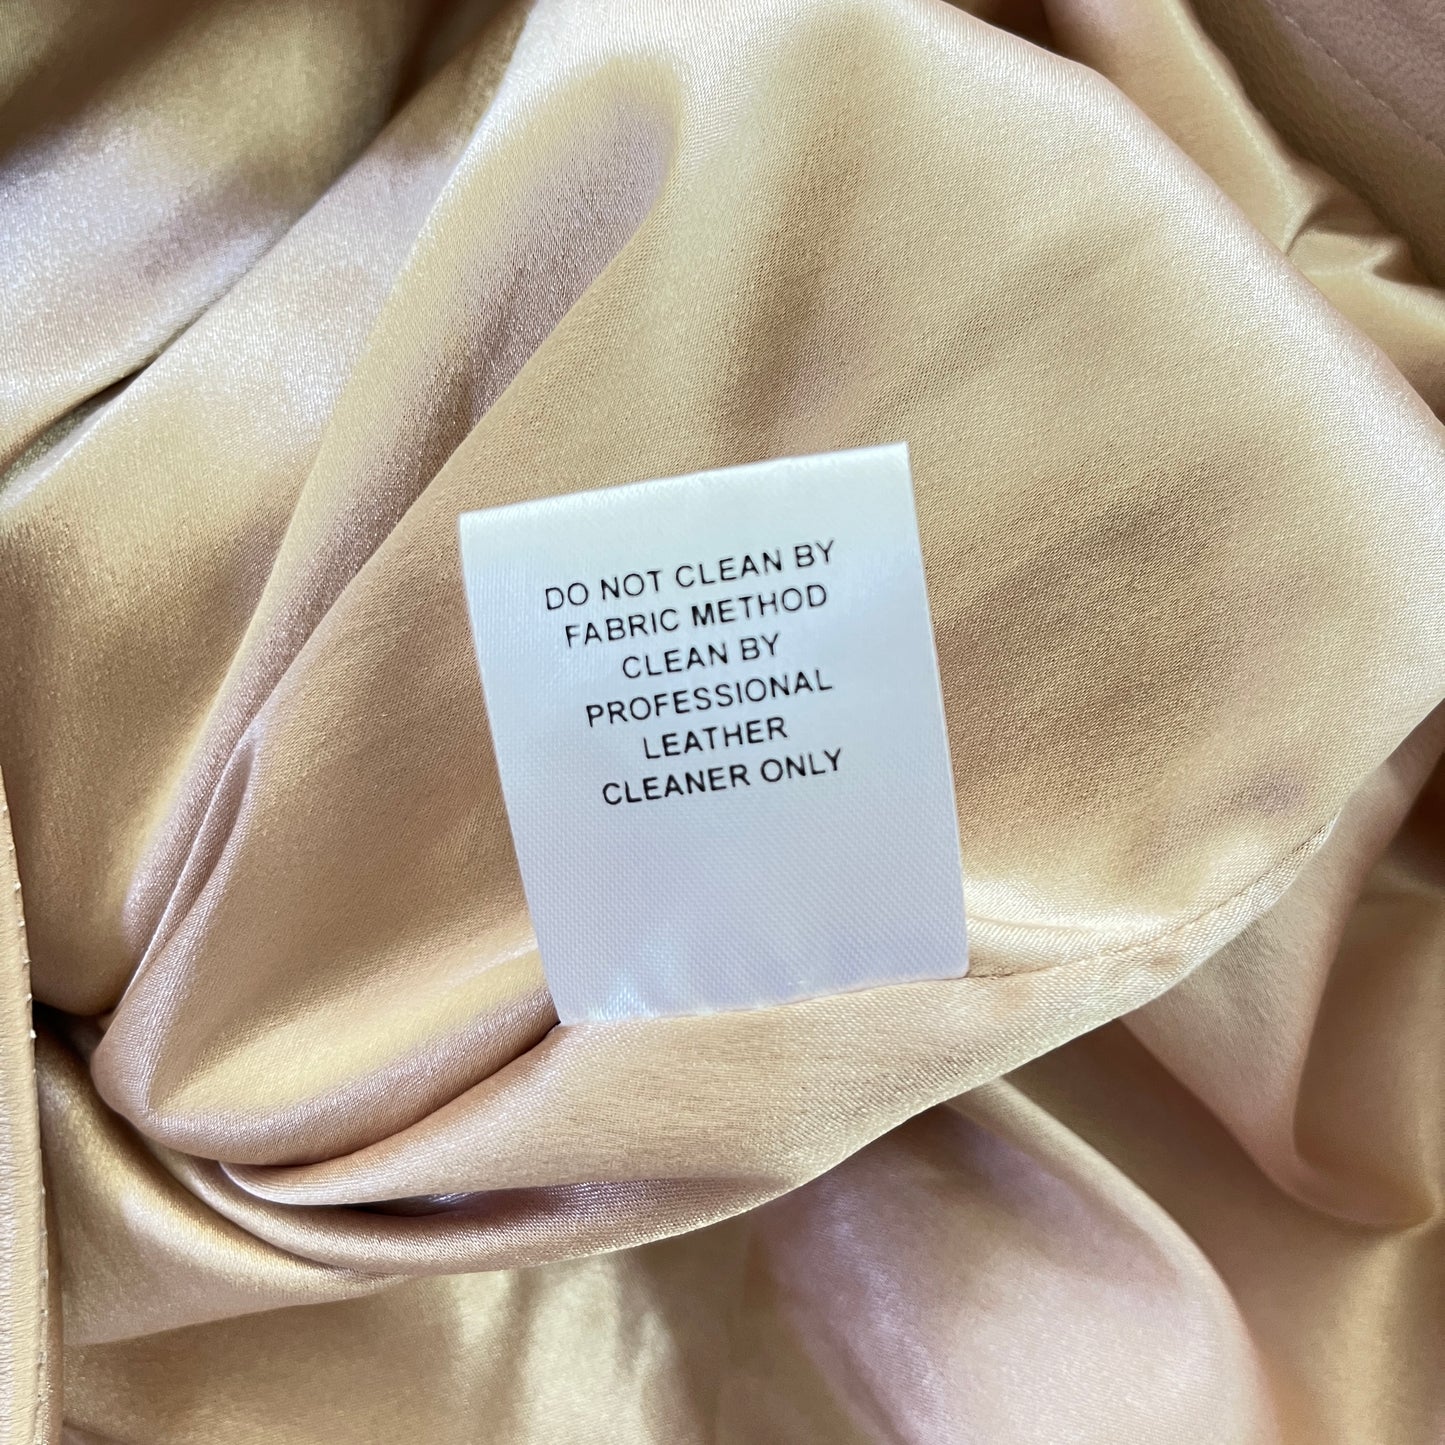 DO NOT CLEAN BY
FABRIC METHOD
CLEAN BY
PROFESSIONAL
LEATHER
CLEANER ONLY